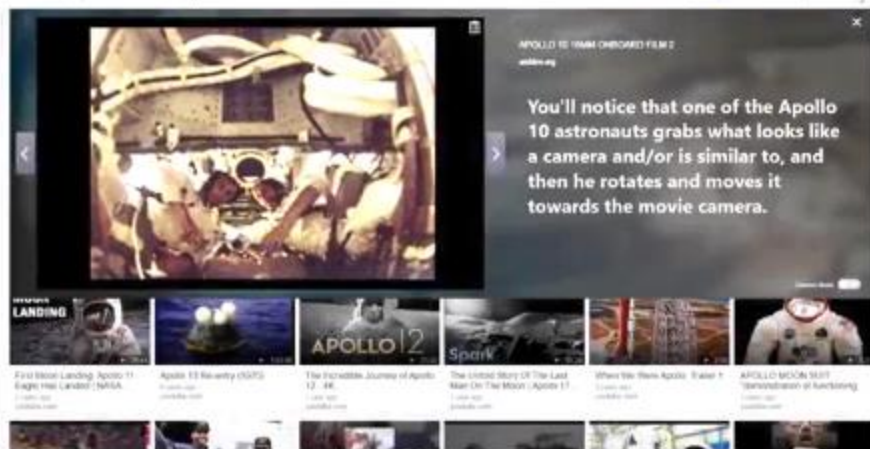 APOLLO 10 16MM ONBOARD FILM 2
You'll notice that one of the Apollo
10 astronauts grabs what looks like
a camera and/or is similar to, and
then he rotates and moves it
towards the movie camera.
MOON
LANDING
APOLLO 12
Spark
First Moon Landing: Apollo 11
Eagle Has Landed | NASA
Apollo 13 Re-entry (1970)
The Incredible Journey of Apollo
12 - 4K
The Untold Story Of The Last
Man On The Moon | Apollo 17
When We Were Apollo: Trailer 1
APOLLO MOON SUIT
"demonstration of functioning
youtube.com
youtube.com
youtube.com
youtube.com
youtube.com
youtube.com